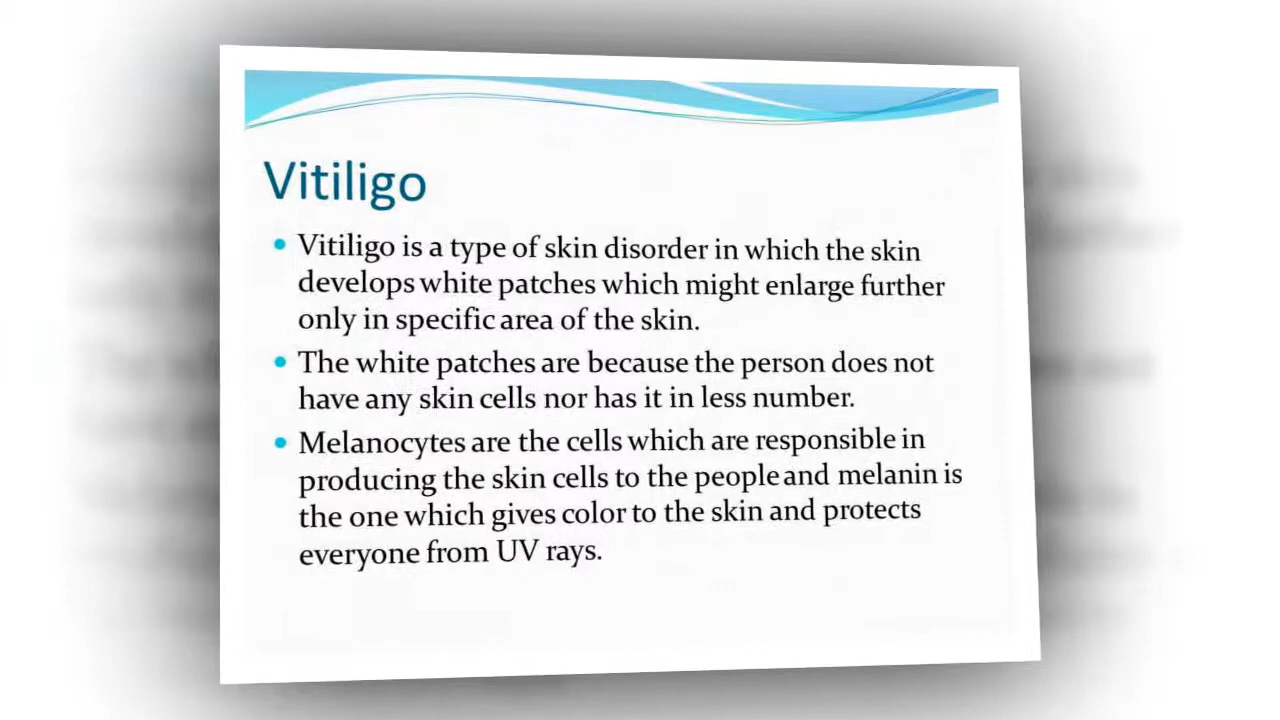 Vitiligo
• Vitiligo is a type of skin disorder in which the skin
develops white patches which might enlarge further
only in specific area of the skin.
• The white patches are because the person does not
have any skin cells nor has it in less number.
• Melanocytes are the cells which are responsible in
producing the skin cells to the people and melanin is
the one which gives color to the skin and protects
everyone from UV rays.